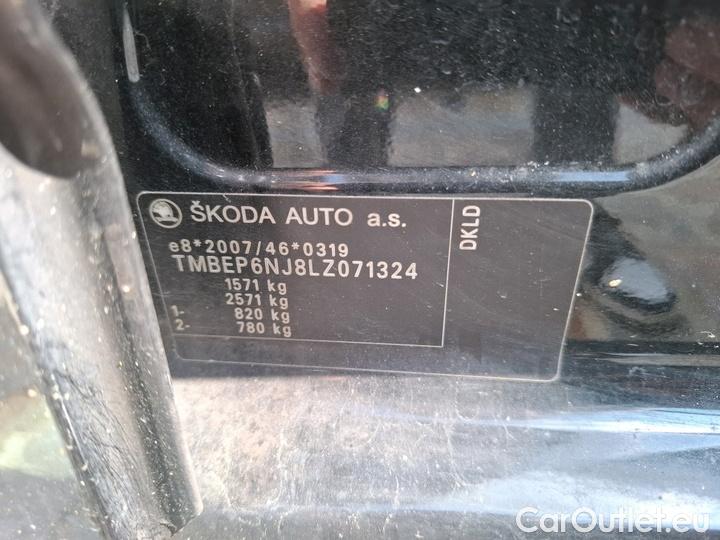 ŠKODA AUTO a.s.
e8*2007/46*0319
TMBEP6NJ8LZ071324
1571 kg
2571 kg
1- 820 kg
2- 780 kg
DKLD
CarOutlet.eu